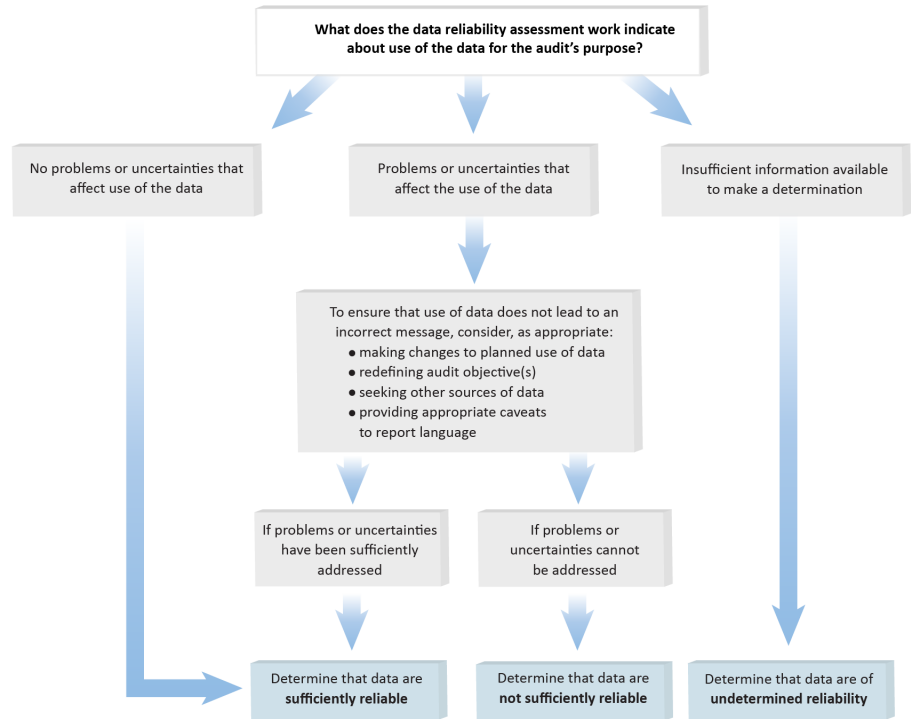 What does the data reliability assessment work indicate
about use of the data for the audit’s purpose?
No problems or uncertainties that
affect use of the data
Problems or uncertainties that
affect the use of the data
Insufficient information available
to make a determination
To ensure that use of data does not lead to an
incorrect message, consider, as appropriate:
● making changes to planned use of data
● redefining audit objective(s)
● seeking other sources of data
● providing appropriate caveats
to report language
If problems or uncertainties
have been sufficiently
addressed
If problems or
uncertainties cannot
be addressed
Determine that data are
sufficiently reliable
Determine that data are
not sufficiently reliable
Determine that data are of
undetermined reliability